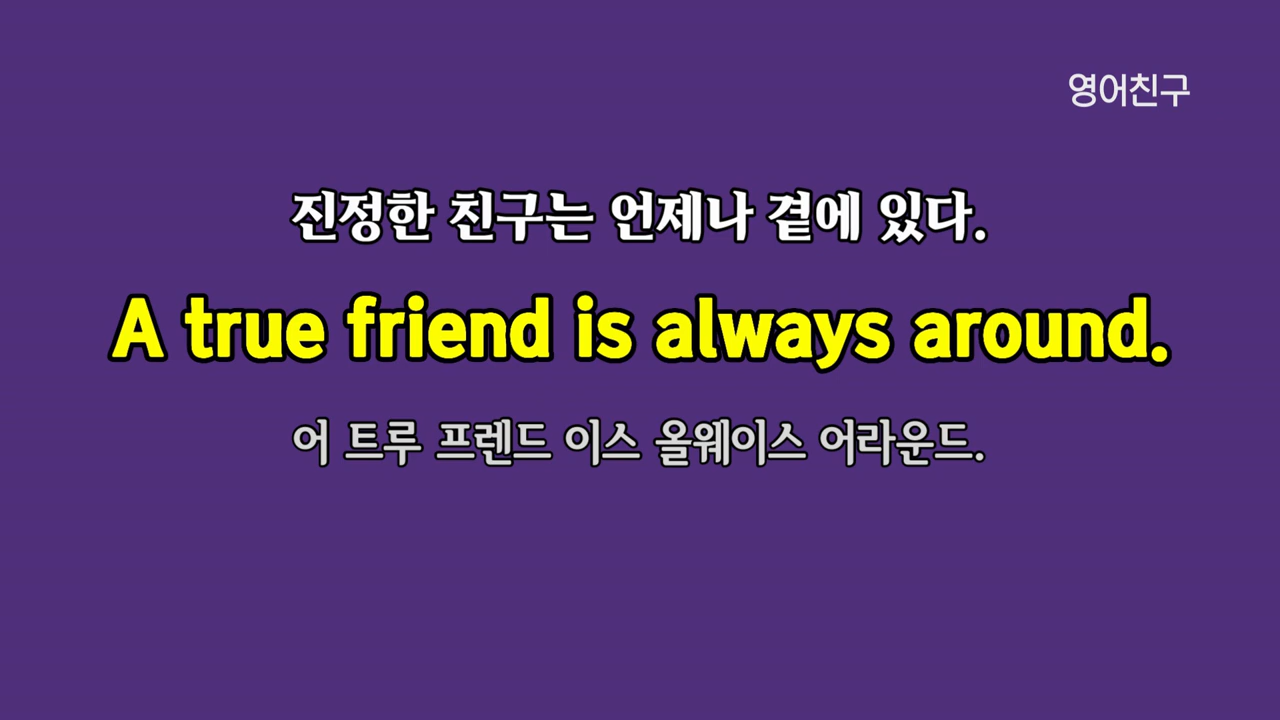 영어친구
진정한 친구는 언제나 곁에 있다.
A true friend is always around.
어 트루 프렌드 이스 올웨이스 어라운드.